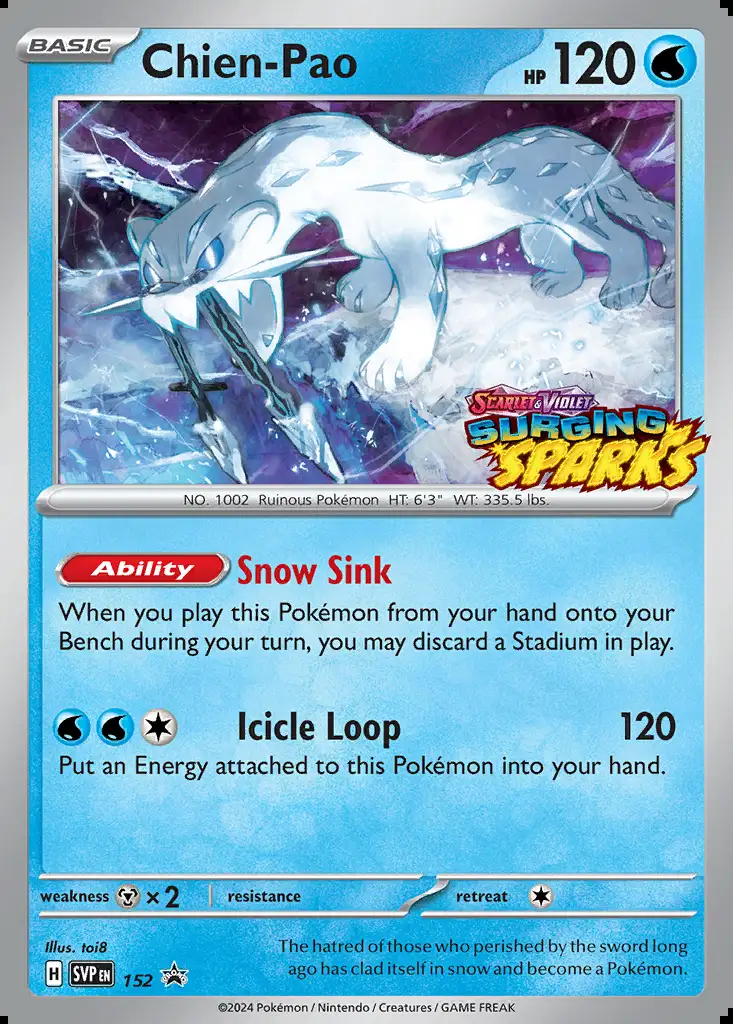 BASIC
Chien-Pao
HP 120
SCARLET & VIOLET
SURGING
SPARKS
NO. 1002 Ruinous Pokémon HT: 6'3" WT: 335.5 lbs.
Ability Snow Sink
When you play this Pokémon from your hand onto your
Bench during your turn, you may discard a Stadium in play.
Icicle Loop 120
Put an Energy attached to this Pokémon into your hand.
weakness ×2 resistance retreat
Illus. toi8
H SVP EN 152
PROMO
The hatred of those who perished by the sword long
ago has clad itself in snow and become a Pokémon.
©2024 Pokémon / Nintendo / Creatures / GAME FREAK